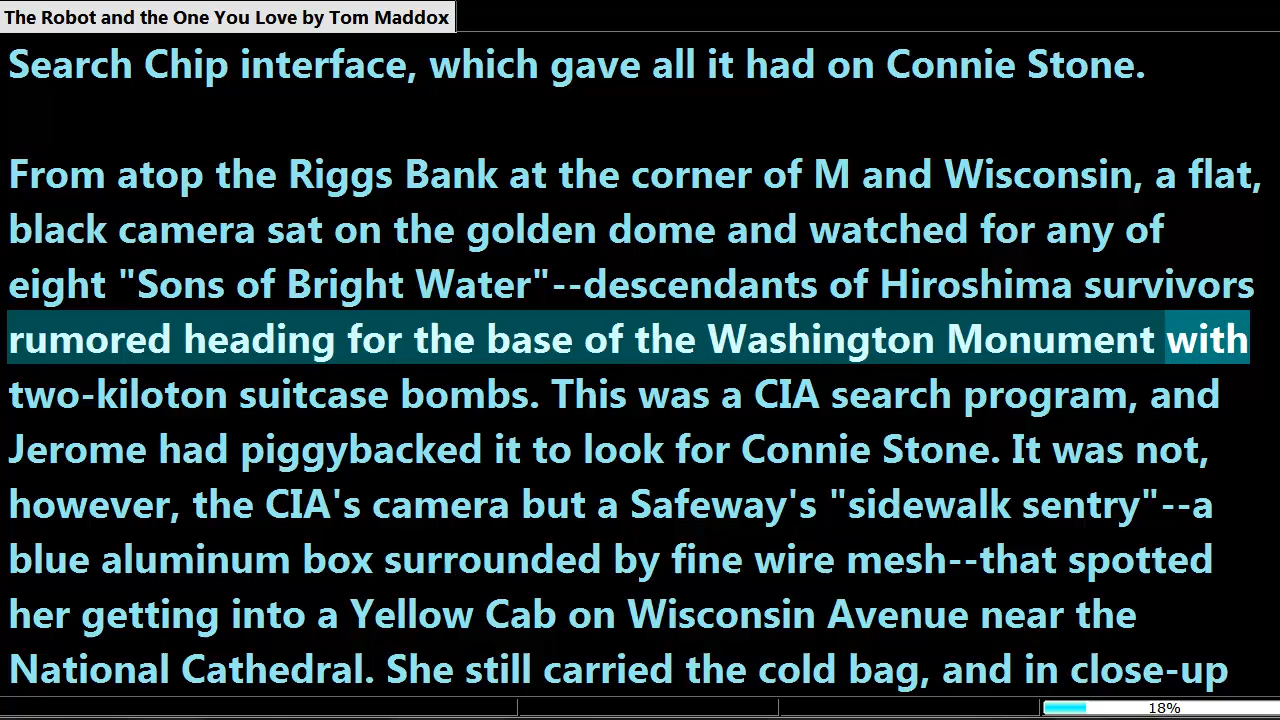 The Robot and the One You Love by Tom Maddox
Search Chip interface, which gave all it had on Connie Stone.
From atop the Riggs Bank at the corner of M and Wisconsin, a flat,
black camera sat on the golden dome and watched for any of
eight "Sons of Bright Water"--descendants of Hiroshima survivors
rumored heading for the base of the Washington Monument with
two-kiloton suitcase bombs. This was a CIA search program, and
Jerome had piggybacked it to look for Connie Stone. It was not,
however, the CIA's camera but a Safeway's "sidewalk sentry"--a
blue aluminum box surrounded by fine wire mesh--that spotted
her getting into a Yellow Cab on Wisconsin Avenue near the
National Cathedral. She still carried the cold bag, and in close-up
18%